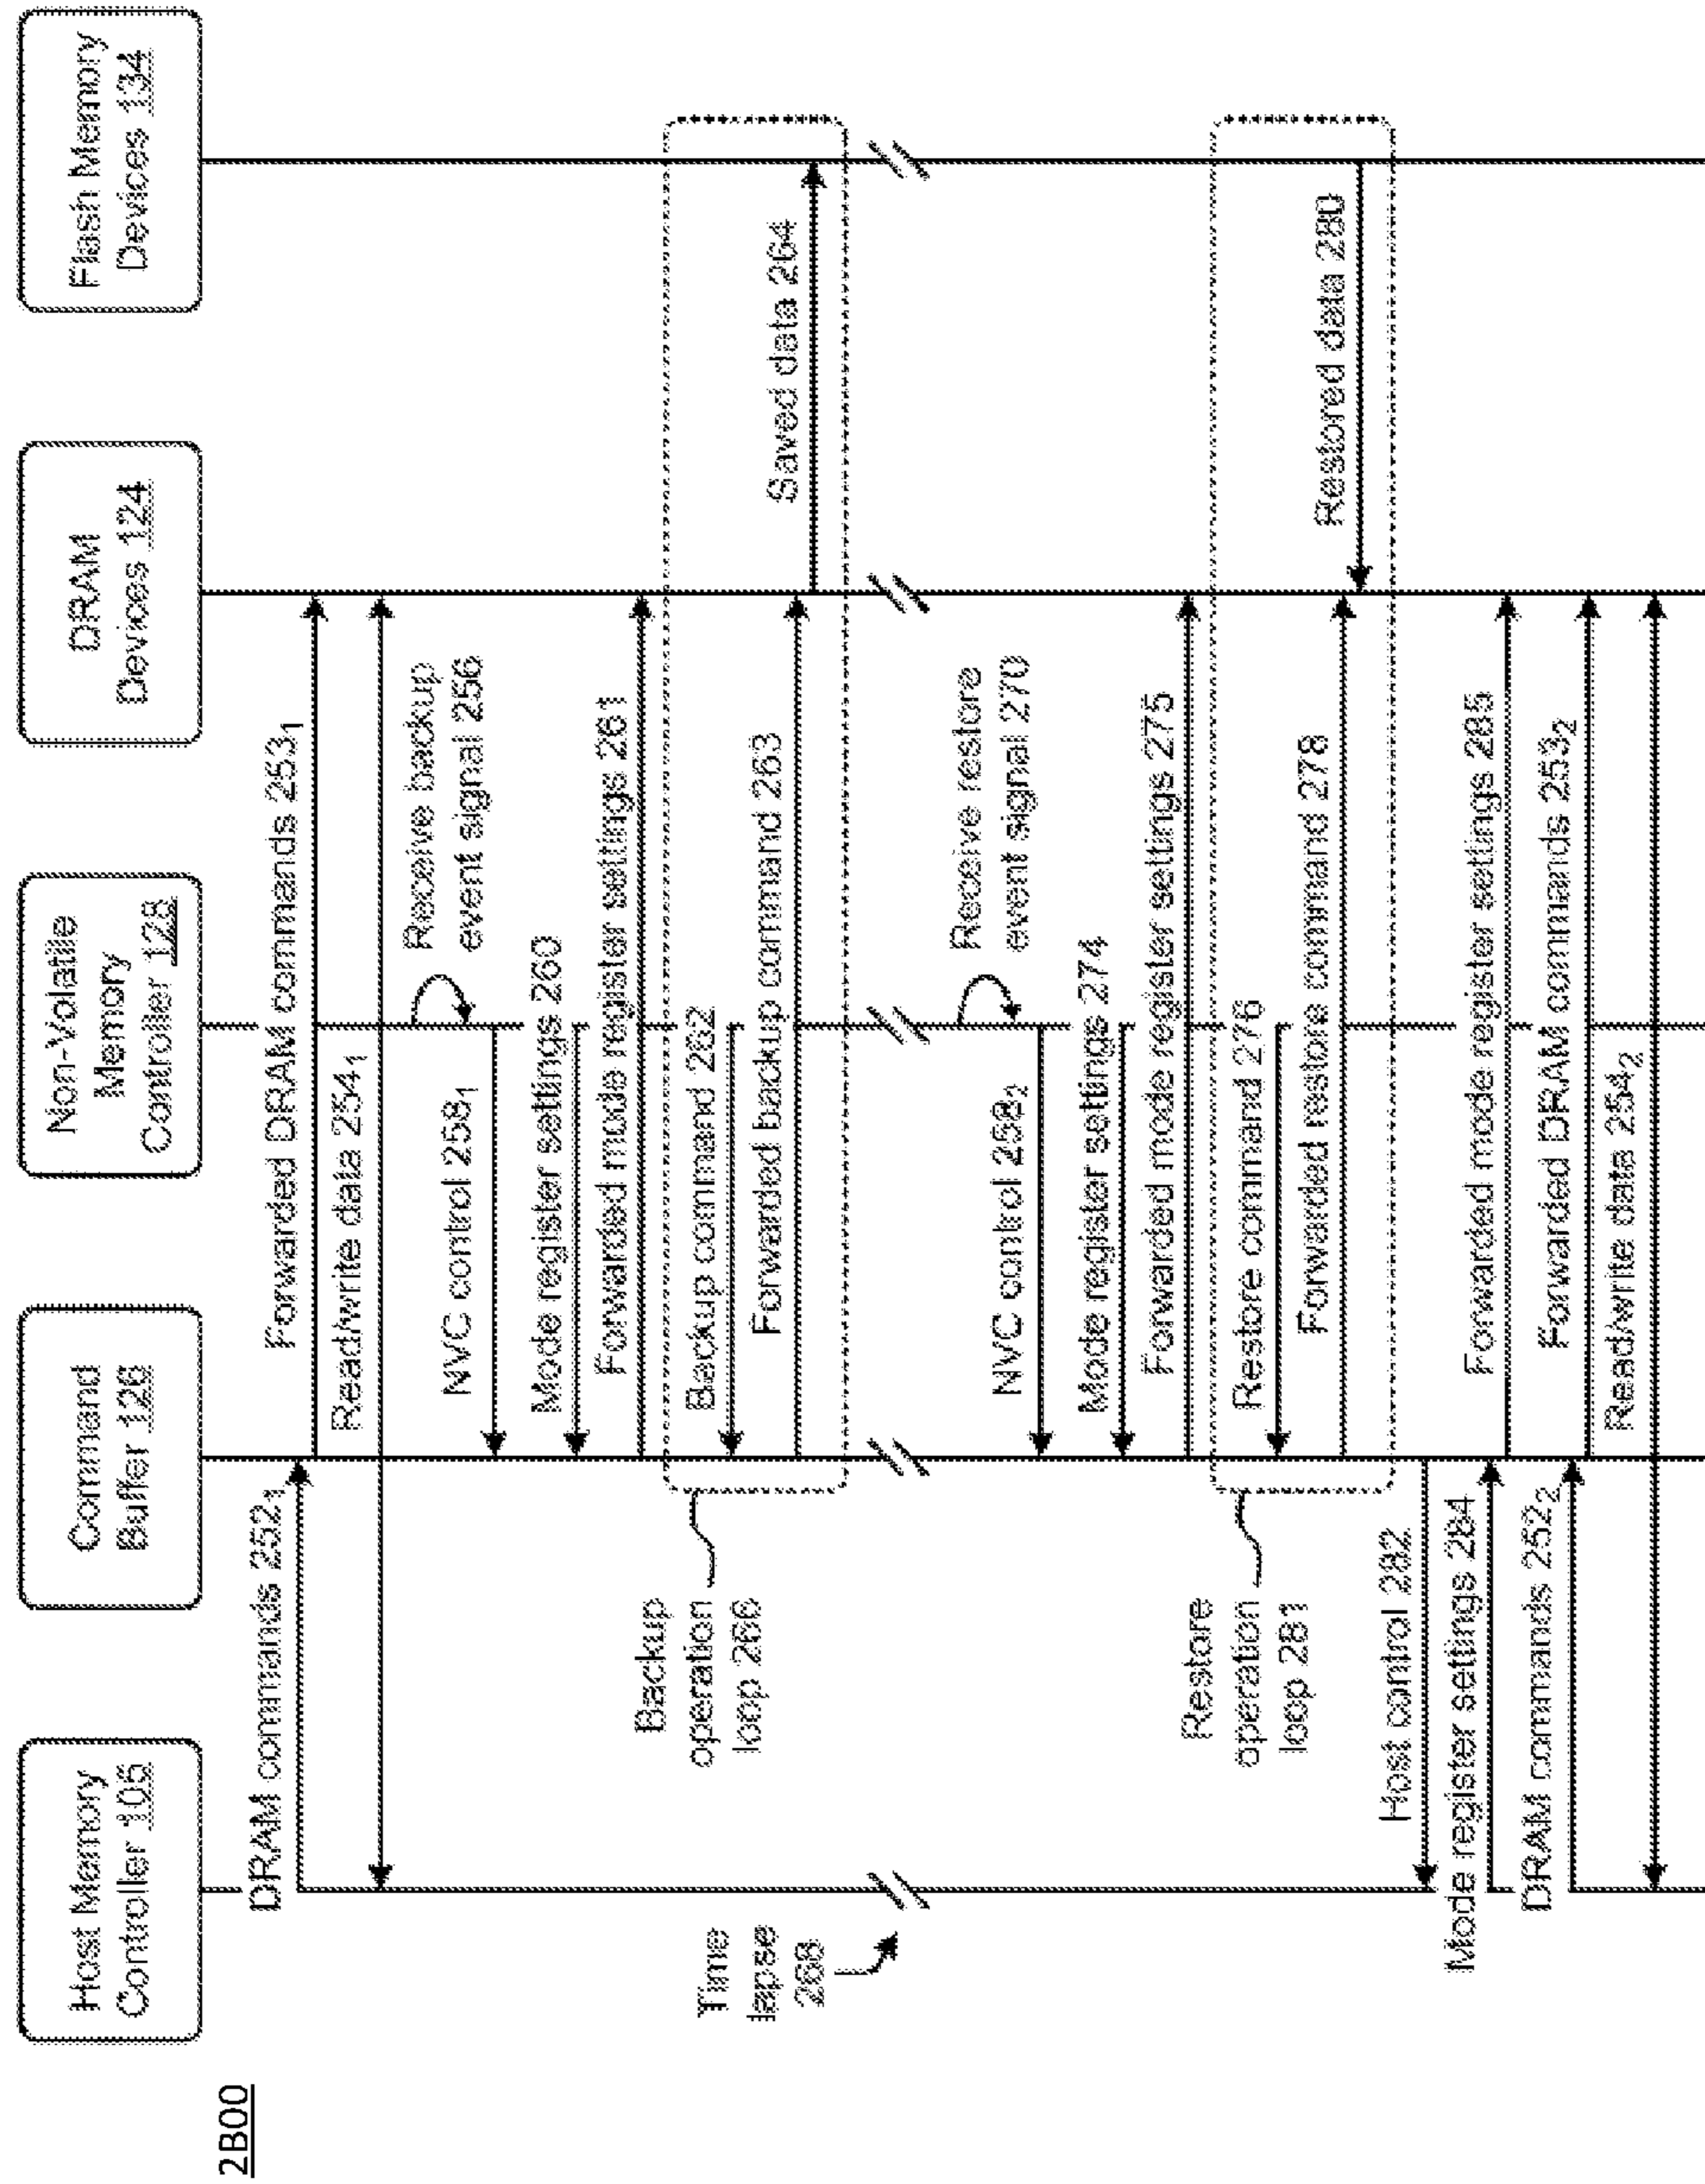 2B00
Host Memory
Controller 105
Command
Buffer 126
Non-Volatile
Memory
Controller 128
DRAM
Devices 124
Flash Memory
Devices 134
DRAM commands 252₁
Forwarded DRAM commands 253₁
Read/write data 254₁
Receive backup
event signal 256
NVC control 258₁
Mode register settings 260
Forwarded mode register settings 261
Backup
operation
loop 266
Backup command 262
Forwarded backup command 263
Saved data 264
Time
lapse
268
Receive restore
event signal 270
NVC control 258₂
Mode register settings 274
Forwarded mode register settings 275
Restore
operation
loop 281
Restore command 276
Forwarded restore command 278
Restored data 280
Host control 282
Mode register settings 284
Forwarded mode register settings 285
DRAM commands 252₂
Forwarded DRAM commands 253₂
Read/write data 254₂